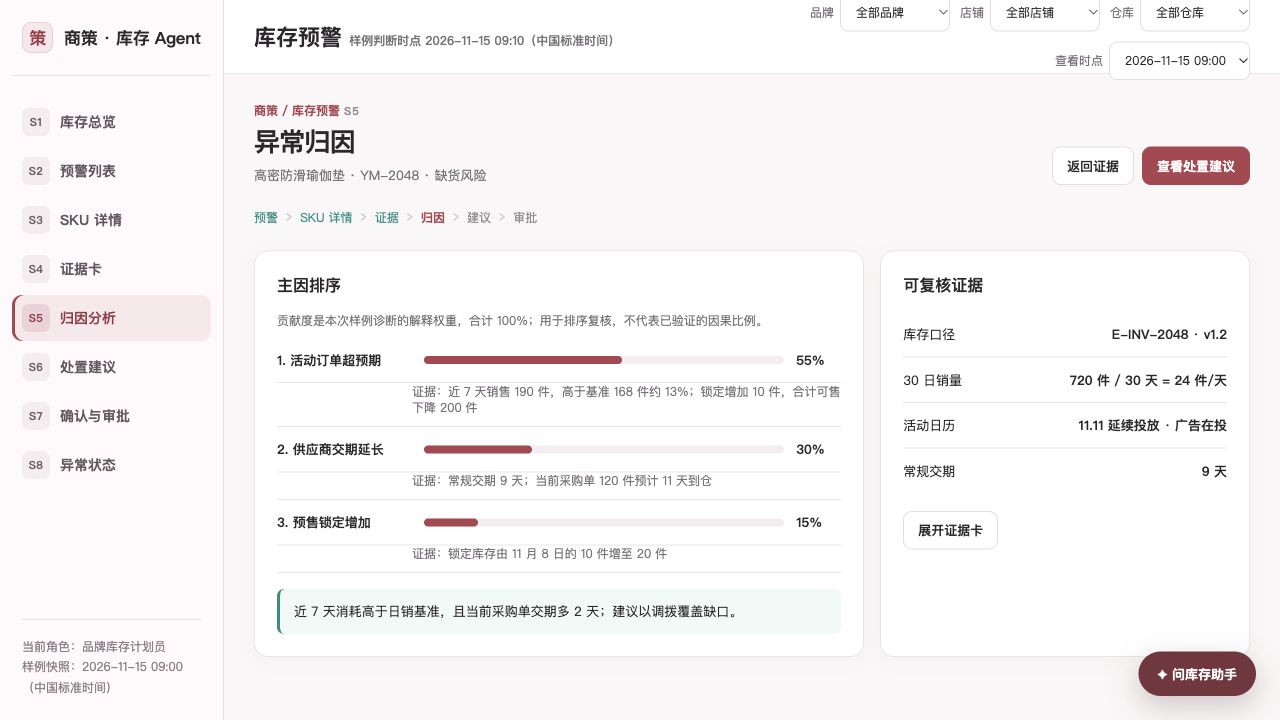 策 商策 · 库存 Agent
S1 库存总览
S2 预警列表
S3 SKU 详情
S4 证据卡
S5 归因分析
S6 处置建议
S7 确认与审批
S8 异常状态
当前角色：品牌库存计划员
样例快照：2026-11-15 09:00
（中国标准时间）
库存预警 样例判断时点 2026-11-15 09:10（中国标准时间）
品牌 全部品牌 店铺 全部店铺 仓库 全部仓库
查看时点 2026-11-15 09:00
商策 / 库存预警 S5
异常归因
高密防滑瑜伽垫 · YM-2048 · 缺货风险
返回证据 查看处置建议
预警 > SKU 详情 > 证据 > 归因 > 建议 > 审批
主因排序
贡献度是本次样例诊断的解释权重，合计 100%；用于排序复核，不代表已验证的因果比例。
1. 活动订单超预期 55%
证据：近 7 天销售 190 件，高于基准 168 件约 13%；锁定增加 10 件，合计可售
下降 200 件
2. 供应商交期延长 30%
证据：常规交期 9 天；当前采购单 120 件预计 11 天到仓
3. 预售锁定增加 15%
证据：锁定库存由 11 月 8 日的 10 件增至 20 件
近 7 天消耗高于日销基准，且当前采购单交期多 2 天；建议以调拨覆盖缺口。
可复核证据
库存口径 E-INV-2048 · v1.2
30 日销量 720 件 / 30 天 = 24 件/天
活动日历 11.11 延续投放 · 广告在投
常规交期 9 天
展开证据卡
✦ 问库存助手